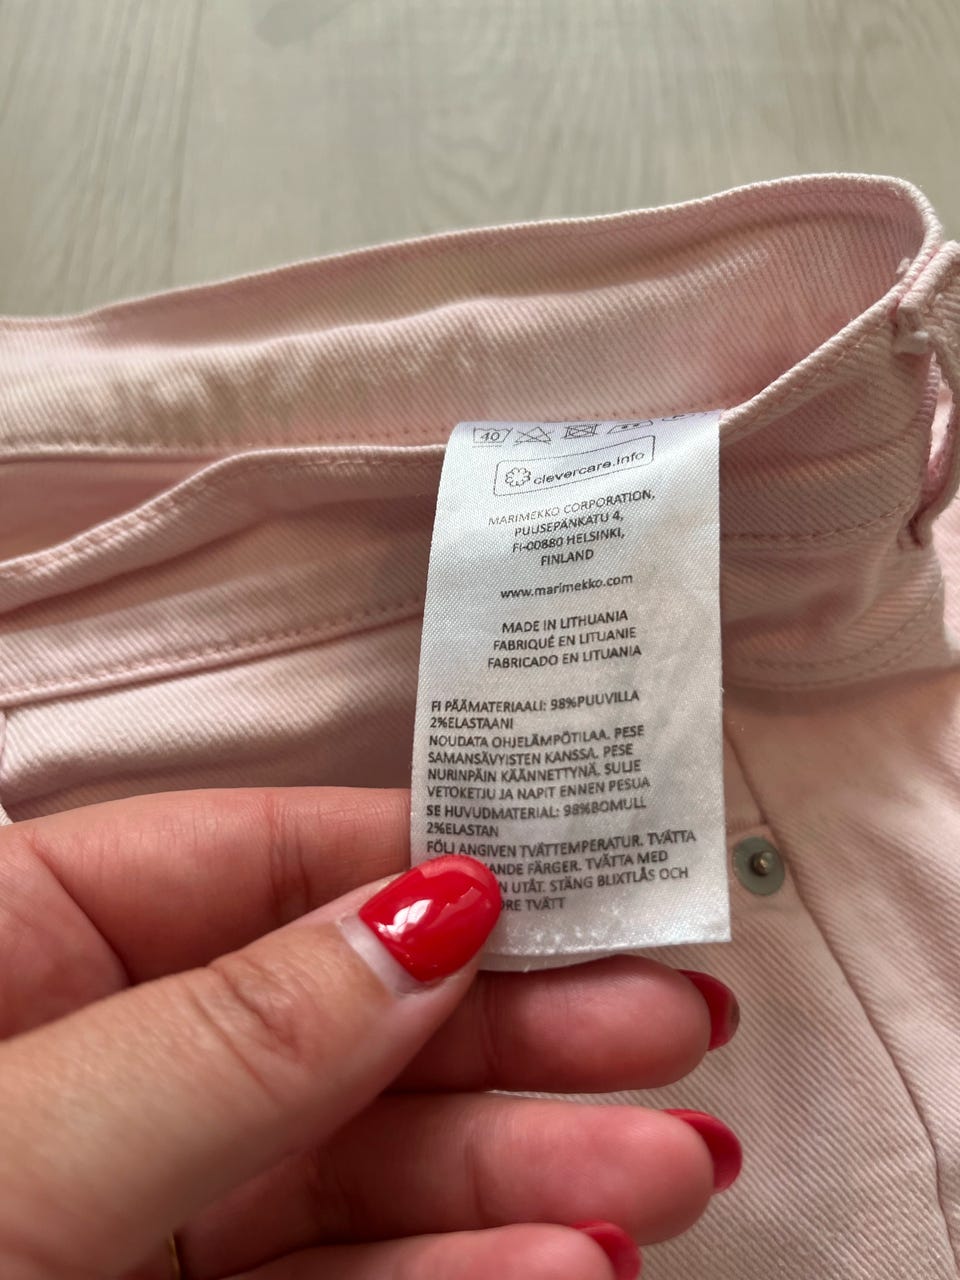 40
clevercare.info
MARIMEKKO CORPORATION,
PUUSEPÄNKATU 4,
FI-00880 HELSINKI,
FINLAND
www.marimekko.com
MADE IN LITHUANIA
FABRIQUÉ EN LITUANIE
FABRICADO EN LITUANIA
FI PÄÄMATERIAALI: 98%PUUVILLA
2%ELASTAANI
NOUDATA OHJELÄMPÖTILAA. PESE
SAMANSÄVYISTEN KANSSA. PESE
NURINPÄIN KÄÄNNETTYNÄ. SULJE
VETOKETJU JA NAPIT ENNEN PESUA
SE HUVUDMATERIAL: 98%BOMULL
2%ELASTAN
FÖLJ ANGIVEN TVÄTTEMPERATUR. TVÄTTA
FÄRGER. TVÄTTA MED
UTÅT. STÄNG BLIXTLÅS OCH
TVÄTT